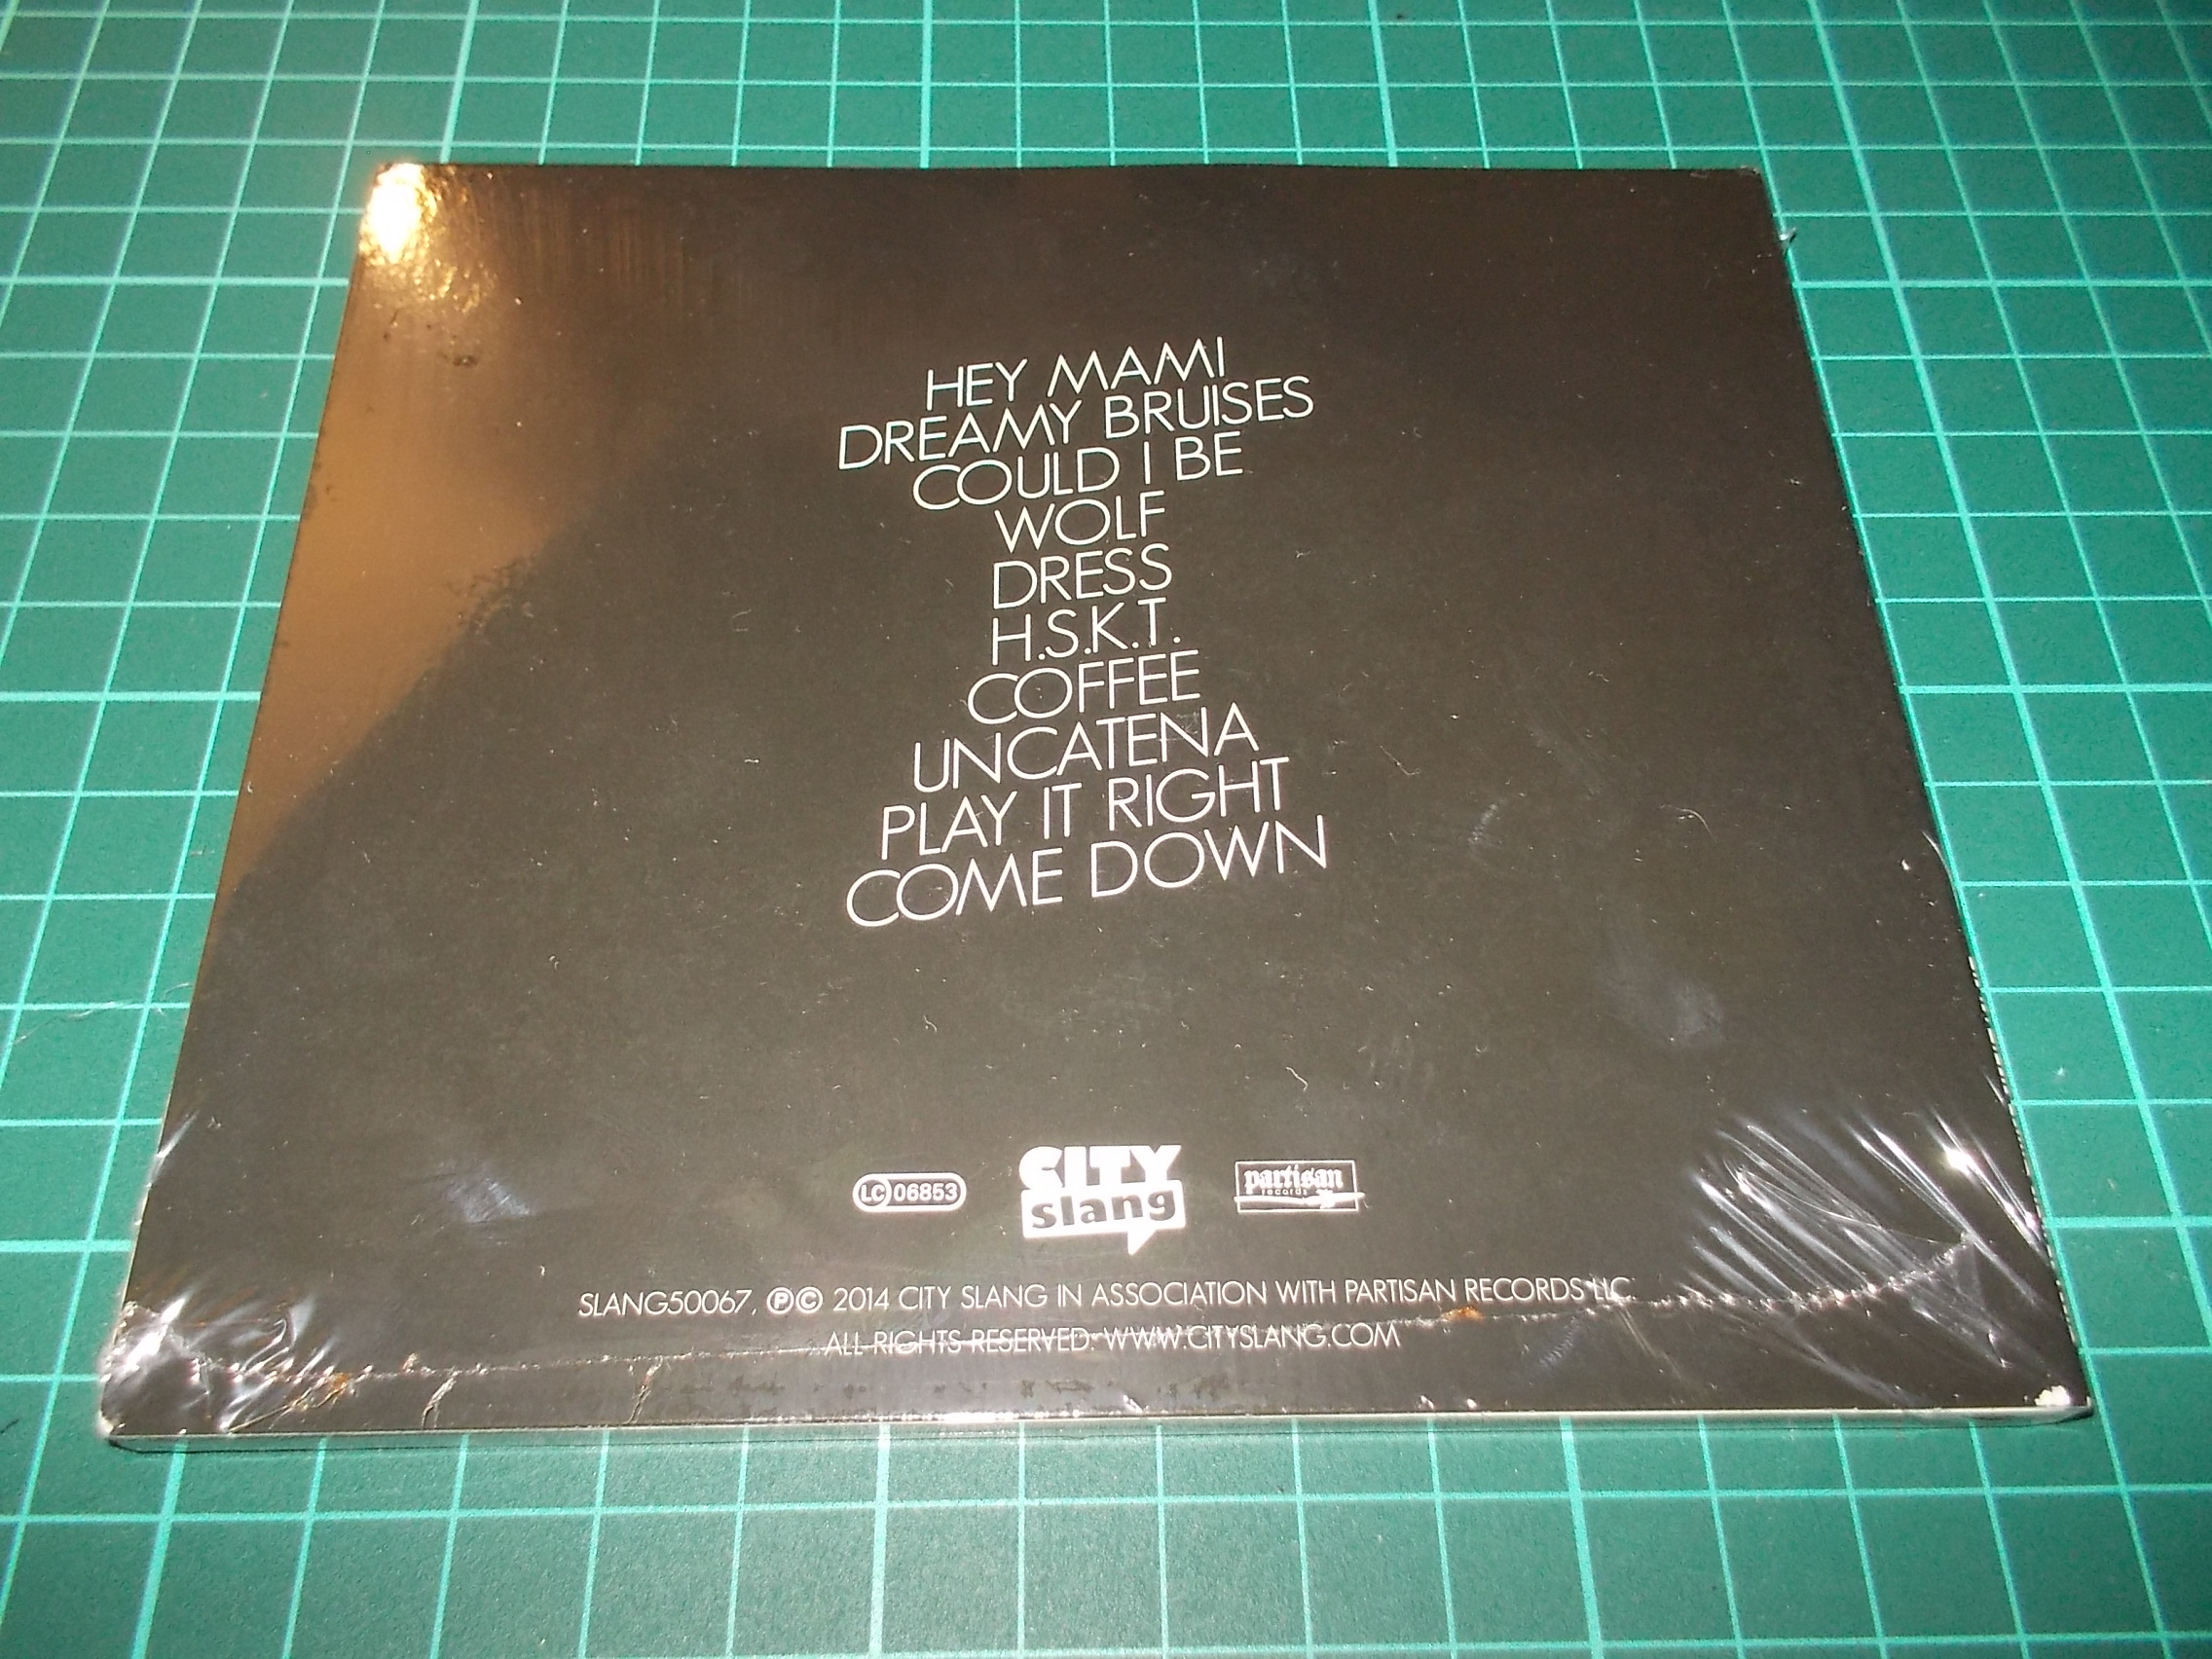 HEY MAMI
DREAMY BRUISES
COULD I BE
WOLF
DRESS
H.S.K.T.
COFFEE
UNCATENA
PLAY IT RIGHT
COME DOWN
LC 06853
CITY
slang
partisan
records
SLANG50067, ℗© 2014 CITY SLANG IN ASSOCIATION WITH PARTISAN RECORDS LLC.
ALL RIGHTS RESERVED. WWW.CITYSLANG.COM